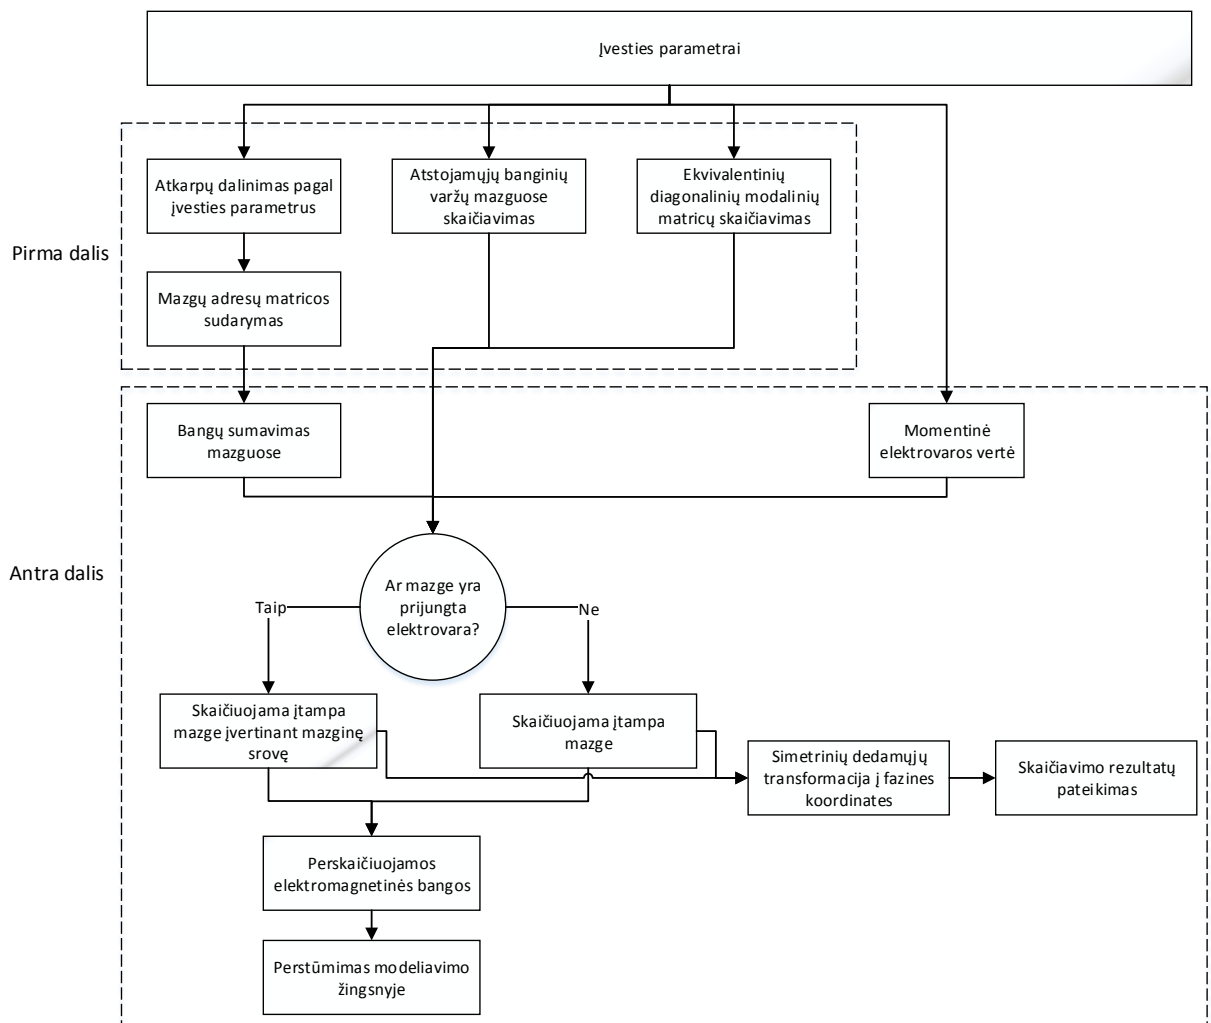 Įvesties parametrai
Atkarpų dalinimas pagal
įvesties parametrus
Atstojamųjų banginių
varžų mazguose
skaičiavimas
Ekvivalentinių
diagonalinių modalinių
matricų skaičiavimas
Pirma dalis
Mazgų adresų matricos
sudarymas
Bangų sumavimas
mazguose
Momentinė
elektrovaros vertė
Antra dalis
Ar mazge yra
prijungta
elektrovara?
Taip
Ne
Skaičiuojama įtampa
mazge įvertinant mazginę
srovę
Skaičiuojama įtampa
mazge
Simetrinių dedamųjų
transformacija į fazines
koordinates
Skaičiavimo rezultatų
pateikimas
Perskaičiuojamos
elektromagnetinės bangos
Perstūmimas modeliavimo
žingsnyje